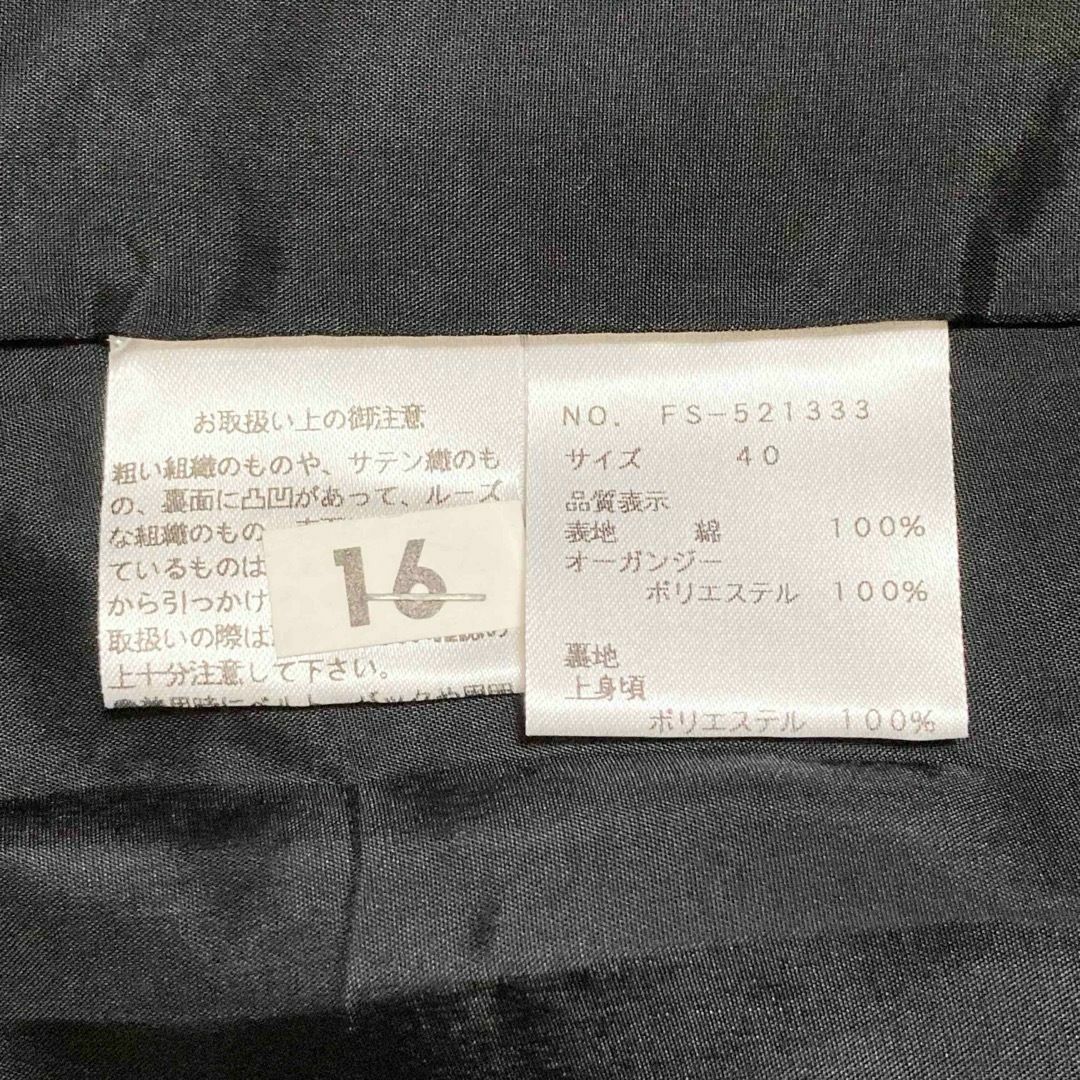 お取扱い上の御注意
粗い組織のものや、サテン織のも
の、裏面に凸凹があって、ルーズ
な組織のもの
ているものは
から引っかけ
取扱いの際は
上十分注意して下さい。
16
NO. FS-521333
サイズ 40
品質表示
表地 綿 100%
オーガンジー
ポリエステル 100%
裏地
上身頃
ポリエステル 100%